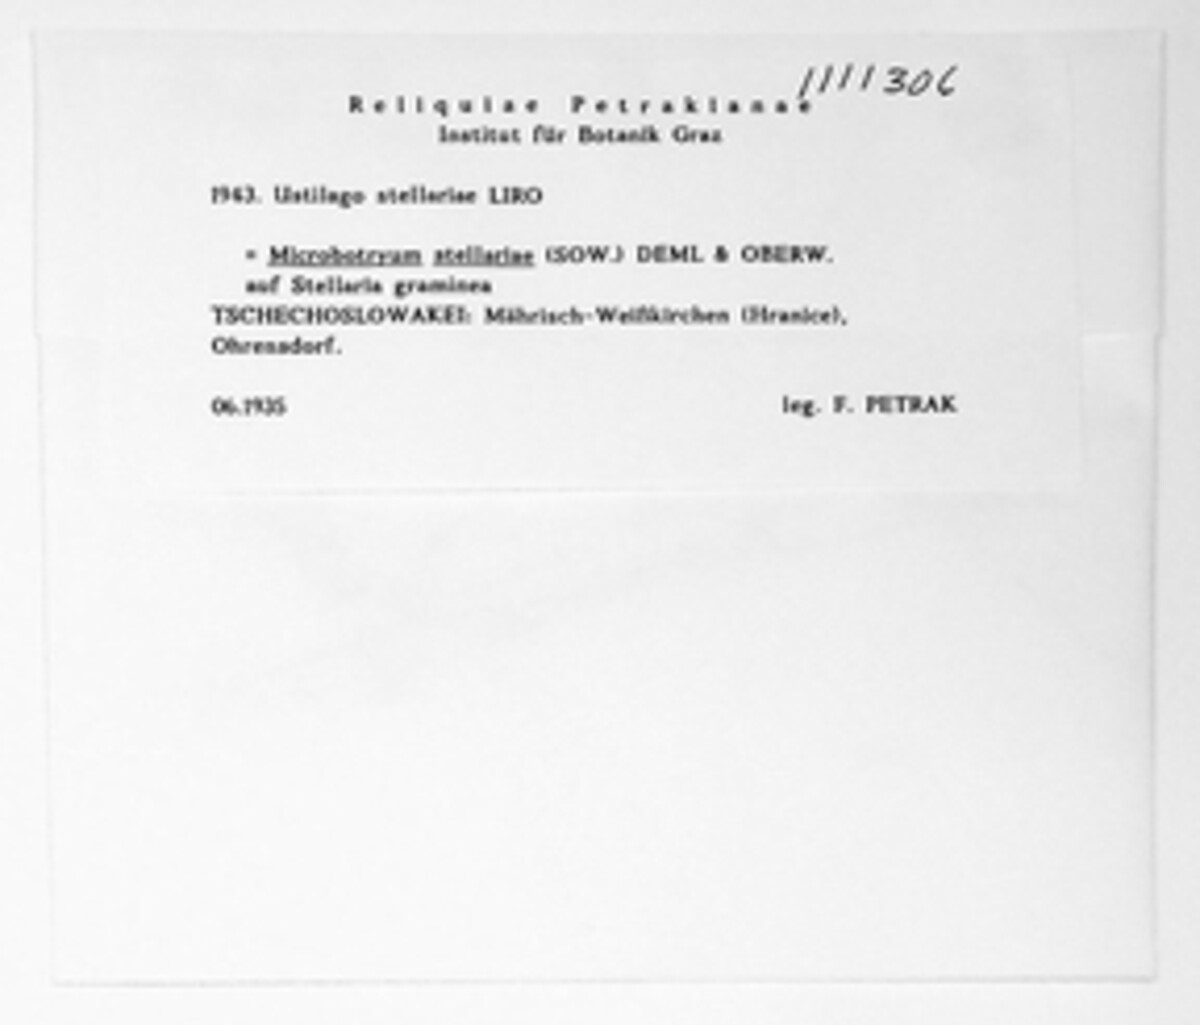 1111306
Reliquiae Petrakianae
Institut für Botanik Graz
1943. Ustilago stellariae LIRO
= Microbotryum stellariae (SOW.) DEML & OBERW.
auf Stellaria graminea
TSCHECHOSLOWAKEI: Mährisch-Weißkirchen (Hranice),
Ohrensdorf.
06.1935 leg. F. PETRAK